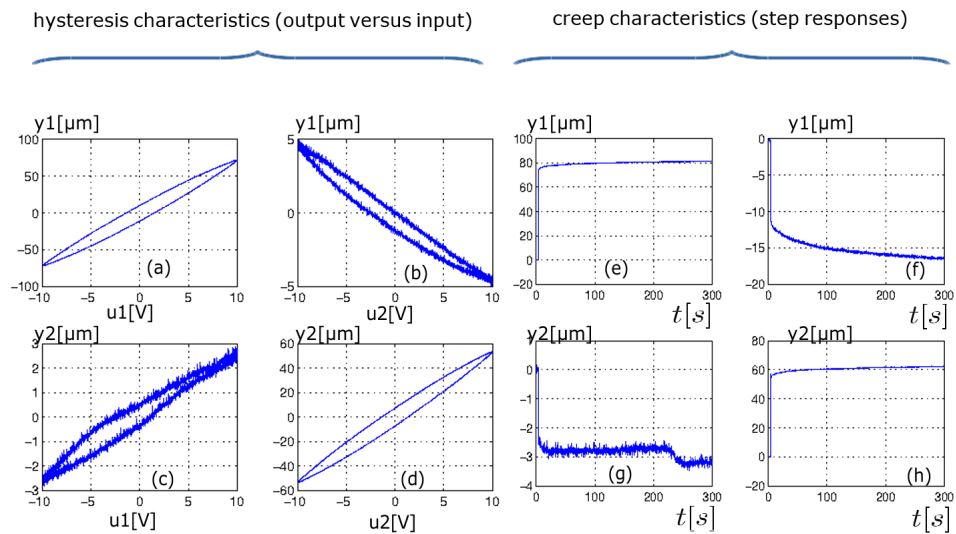 hysteresis characteristics (output versus input)
creep characteristics (step responses)
y1[µm]
100
50
0
−50
−100
(a)
−10 −5 0 5 10
u1[V]
y1[µm]
5
0
−5
(b)
−10 −5 0 5 10
u2[V]
y1[µm]
100
80
60
40
20
0
−20
(e)
0 100 200 300
t[s]
y1[µm]
0
−5
−10
−15
−20
(f)
0 100 200 300
t[s]
y2[µm]
3
2
1
0
−1
−2
−3
(c)
−10 −5 0 5 10
u1[V]
y2[µm]
60
40
20
0
−20
−40
−60
(d)
−10 −5 0 5 10
u2[V]
y2[µm]
1
0
−1
−2
−3
−4
(g)
0 100 200 300
t[s]
y2[µm]
80
60
40
20
0
−20
(h)
0 100 200 300
t[s]